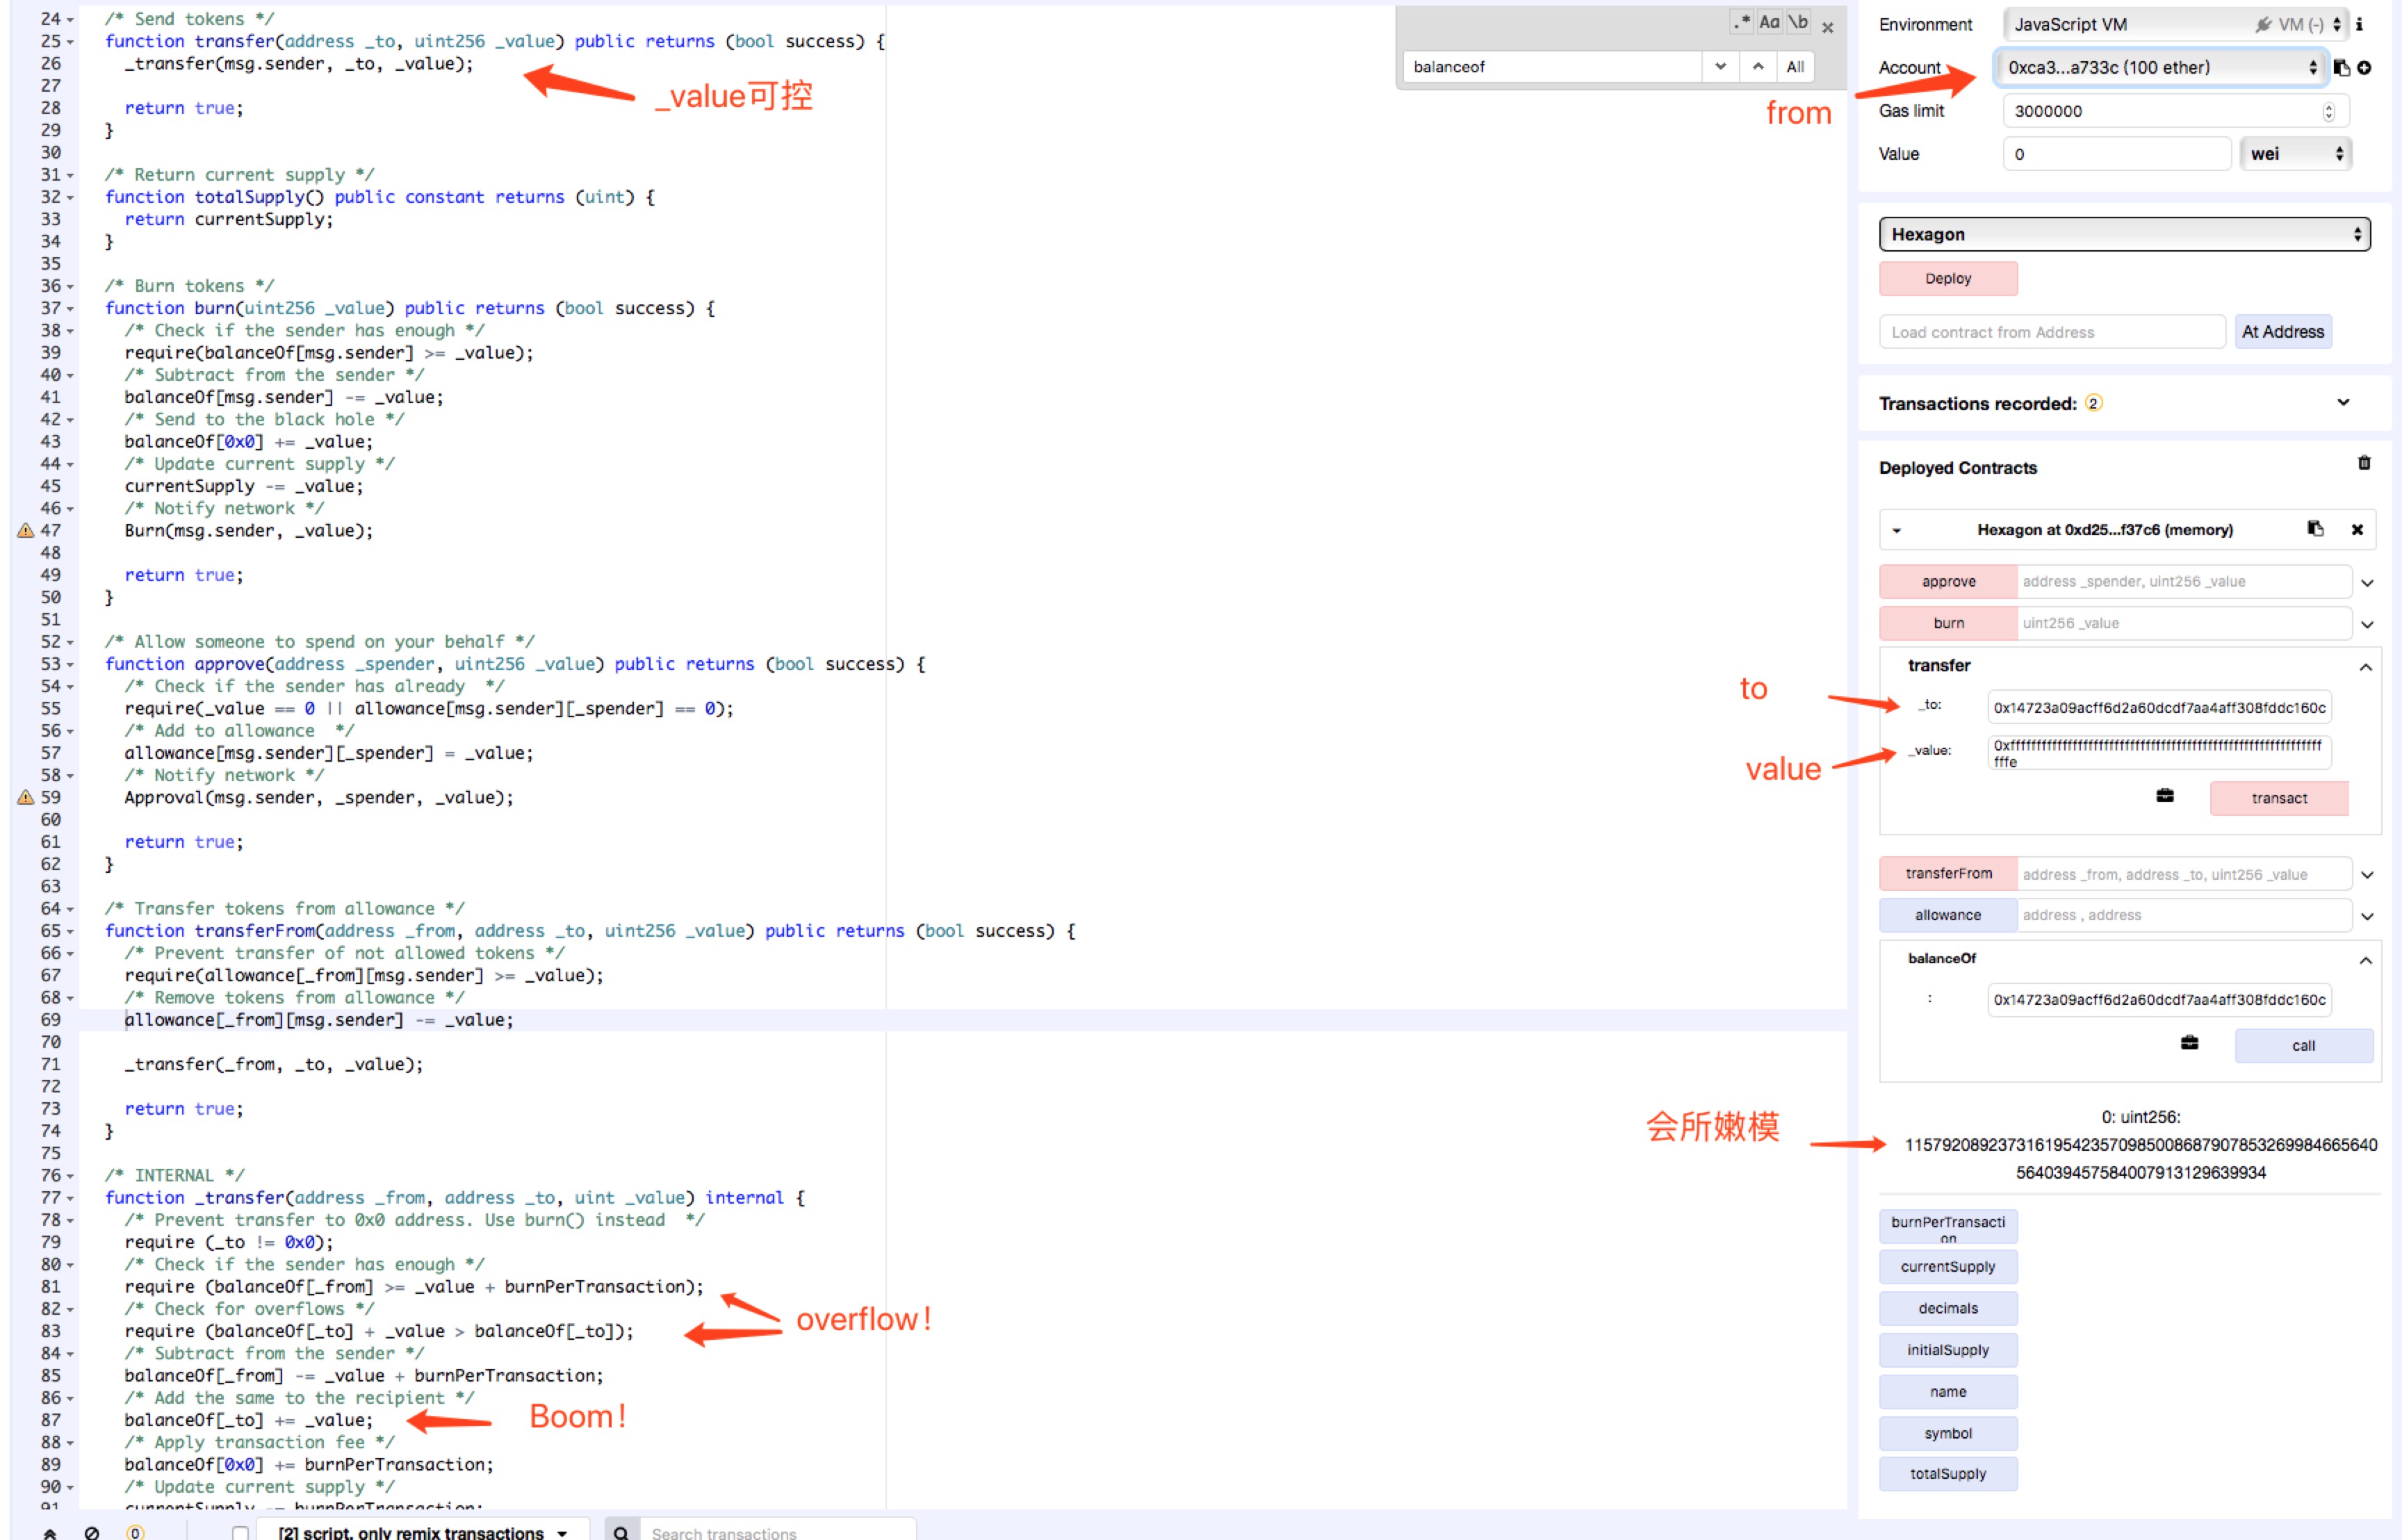 24 /* Send tokens */
25 function transfer(address _to, uint256 _value) public returns (bool success) {
26 _transfer(msg.sender, _to, _value);
27
_value可控
28 return true;
29 }
30
31 /* Return current supply */
32 function totalSupply() public constant returns (uint) {
33 return currentSupply;
34 }
35
36 /* Burn tokens */
37 function burn(uint256 _value) public returns (bool success) {
38 /* Check if the sender has enough */
39 require(balanceOf[msg.sender] >= _value);
40 /* Subtract from the sender */
41 balanceOf[msg.sender] -= _value;
42 /* Send to the black hole */
43 balanceOf[0x0] += _value;
44 /* Update current supply */
45 currentSupply -= _value;
46 /* Notify network */
47 Burn(msg.sender, _value);
48
49 return true;
50 }
51
52 /* Allow someone to spend on your behalf */
53 function approve(address _spender, uint256 _value) public returns (bool success) {
54 /* Check if the sender has already  */
55 require(_value == 0 || allowance[msg.sender][_spender] == 0);
56 /* Add to allowance  */
57 allowance[msg.sender][_spender] = _value;
58 /* Notify network */
59 Approval(msg.sender, _spender, _value);
60
61 return true;
62 }
63
64 /* Transfer tokens from allowance */
65 function transferFrom(address _from, address _to, uint256 _value) public returns (bool success) {
66 /* Prevent transfer of not allowed tokens */
67 require(allowance[_from][msg.sender] >= _value);
68 /* Remove tokens from allowance */
69 allowance[_from][msg.sender] -= _value;
70
71 _transfer(_from, _to, _value);
72
73 return true;
74 }
75
76 /* INTERNAL */
77 function _transfer(address _from, address _to, uint _value) internal {
78 /* Prevent transfer to 0x0 address. Use burn() instead  */
79 require (_to != 0x0);
80 /* Check if the sender has enough */
81 require (balanceOf[_from] >= _value + burnPerTransaction);
82 /* Check for overflows */
overflow！
83 require (balanceOf[_to] + _value > balanceOf[_to]);
84 /* Subtract from the sender */
85 balanceOf[_from] -= _value + burnPerTransaction;
86 /* Add the same to the recipient */
87 balanceOf[_to] += _value;
Boom！
88 /* Apply transaction fee */
89 balanceOf[0x0] += burnPerTransaction;
90 /* Update current supply */
91 currentSupply -= burnPerTransaction;
0
[2] script, only remix transactions
Search transactions
.* Aa \b
balanceof
All
Environment JavaScript VM VM (-)
Account 0xca3...a733c (100 ether)
from
Gas limit 3000000
Value 0 wei
Hexagon
Deploy
Load contract from Address At Address
Transactions recorded: 2
Deployed Contracts
Hexagon at 0xd25...f37c6 (memory)
approve address _spender, uint256 _value
burn uint256 _value
transfer
to
_to: 0x14723a09acff6d2a60dcdf7aa4aff308fddc160c
value
_value: 0xffffffffffffffffffffffffffffffffffffffffffffffffffffffffffff
fffe
transact
transferFrom address _from, address _to, uint256 _value
allowance address , address
balanceOf
: 0x14723a09acff6d2a60dcdf7aa4aff308fddc160c
call
会所嫩模
0: uint256:
115792089237316195423570985008687907853269984665640
564039457584007913129639934
burnPerTransacti
on
currentSupply
decimals
initialSupply
name
symbol
totalSupply